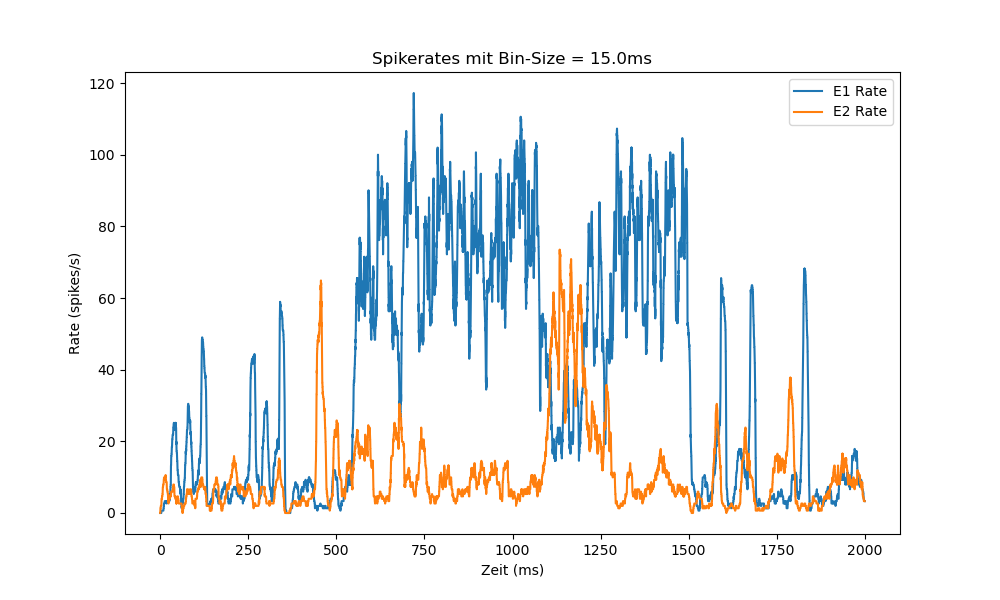 Spikerates mit Bin-Size = 15.0ms
E1 Rate
E2 Rate
Rate (spikes/s)
120
100
80
60
40
20
0
0 250 500 750 1000 1250 1500 1750 2000
Zeit (ms)